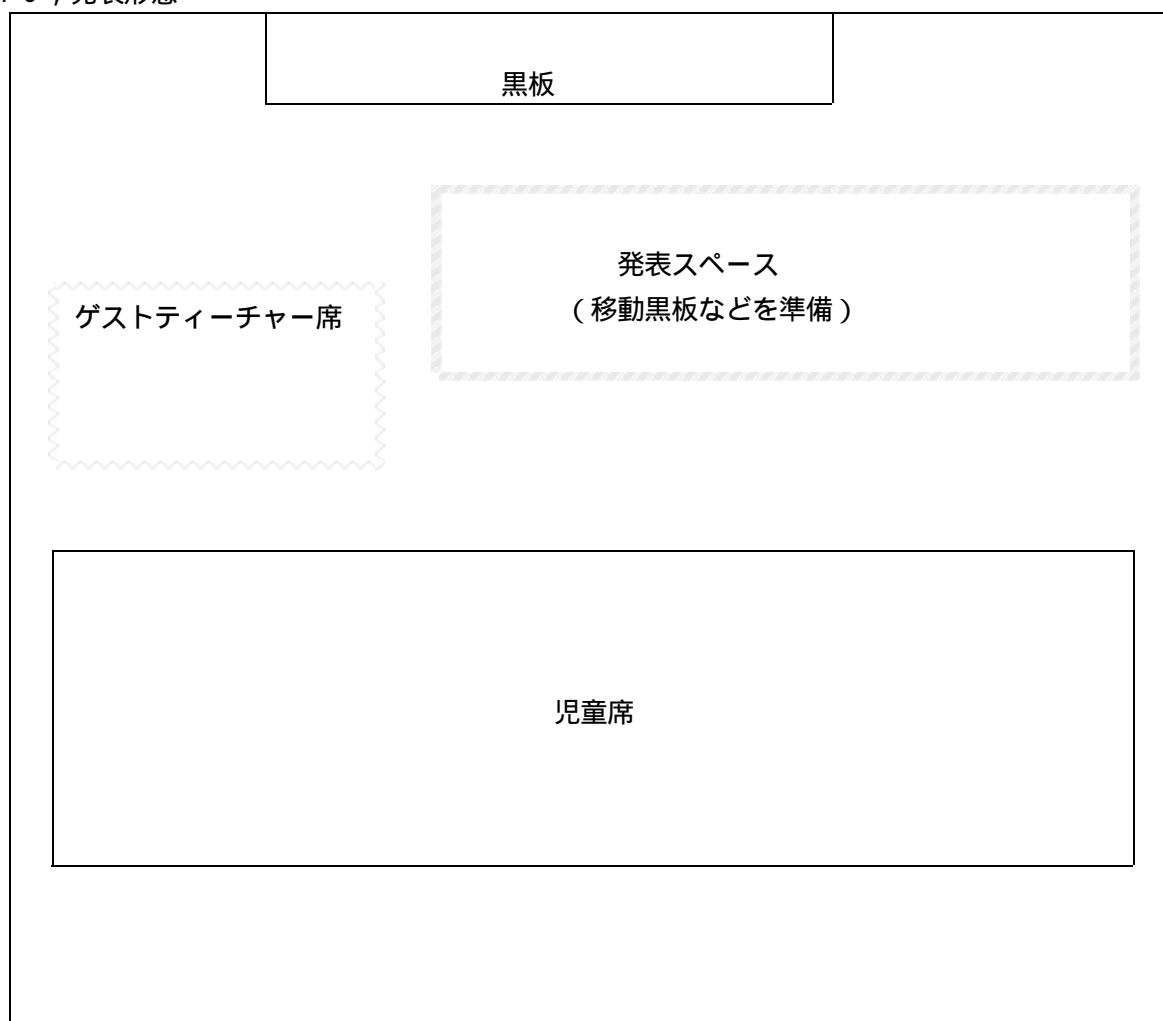 黒板
発表スペース
(移動黒板などを準備)
ゲストティーチャー席
児童席